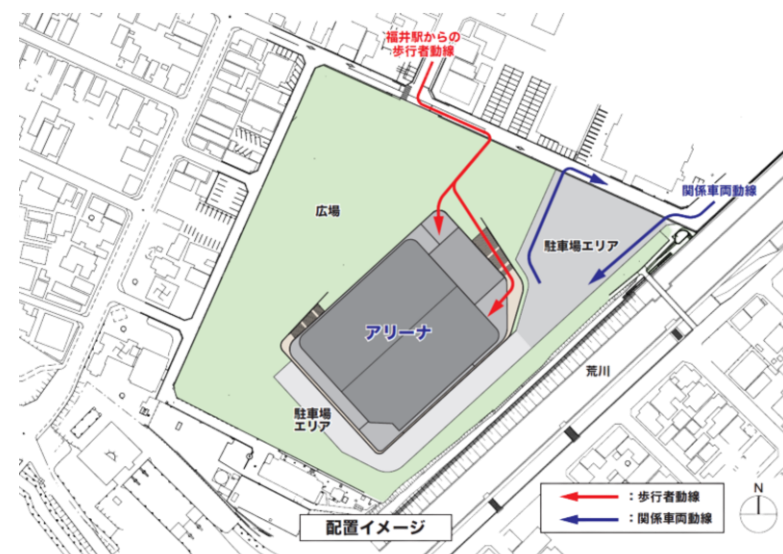 福井駅からの
歩行者動線
関係車両動線
広場
駐車場エリア
アリーナ
荒川
駐車場
エリア
N
：歩行者動線
：関係車両動線
配置イメージ